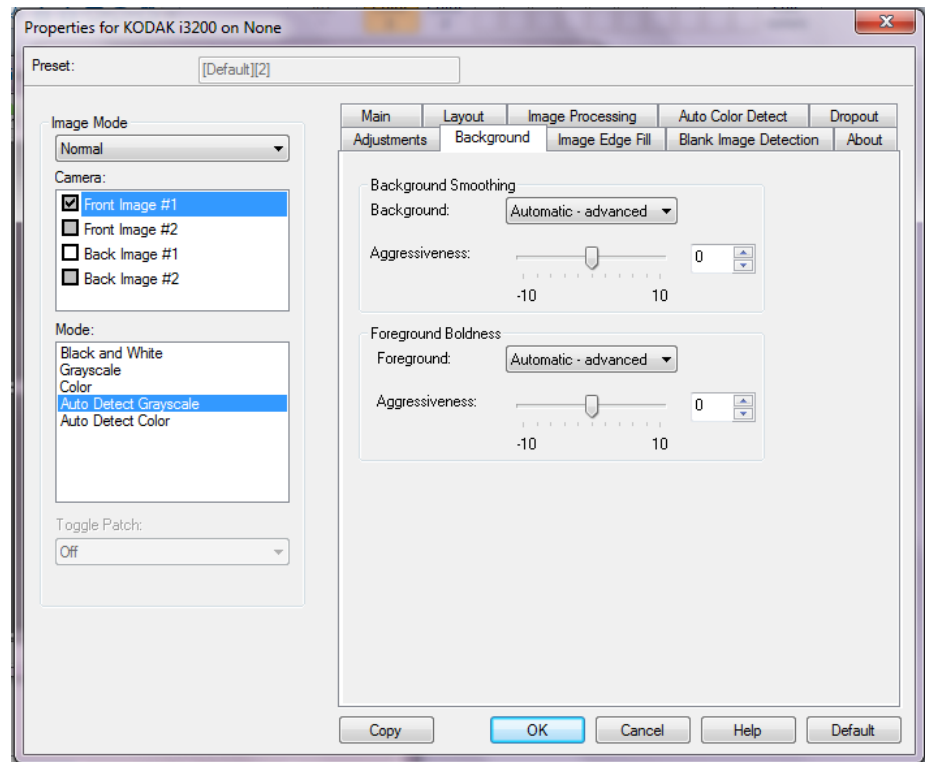 Properties for KODAK i3200 on None
Preset: [Default][2]
Image Mode
Normal
Camera:
Front Image #1
Front Image #2
Back Image #1
Back Image #2
Mode:
Black and White
Grayscale
Color
Auto Detect Grayscale
Auto Detect Color
Toggle Patch:
Off
Main Layout Image Processing Auto Color Detect Dropout
Adjustments Background Image Edge Fill Blank Image Detection About
Background Smoothing
Background: Automatic - advanced
Aggressiveness: 0
-10 10
Foreground Boldness
Foreground: Automatic - advanced
Aggressiveness: 0
-10 10
Copy OK Cancel Help Default